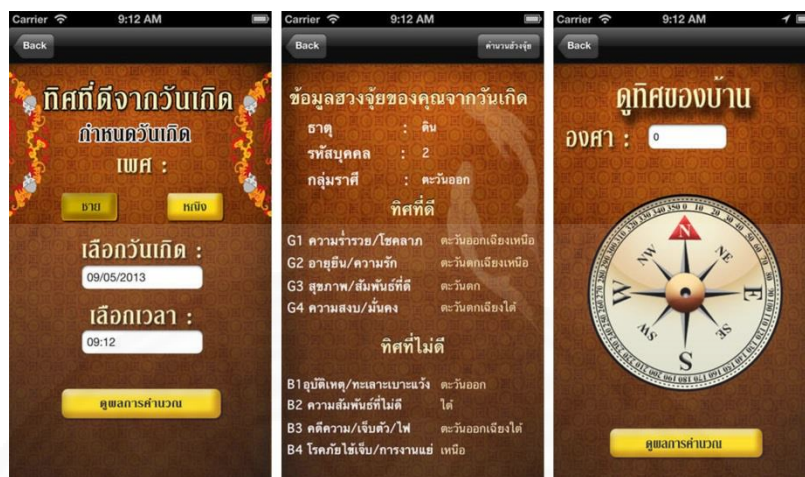 Carrier 9:12 AM
Back
ทิศที่ดีจากวันเกิด
กำหนดวันเกิด
เพศ :
ชาย หญิง
เลือกวันเกิด :
09/05/2013
เลือกเวลา :
09:12
ดูผลการคำนวณ
Carrier 9:12 AM
Back คำนวนฮ้วงจุ้ย
ข้อมูลฮวงจุ้ยของคุณจากวันเกิด
ธาตุ : ดิน
รหัสบุคคล : 2
กลุ่มราศี : ตะวันออก
ทิศที่ดี
G1 ความร่ำรวย/โชคลาภ ตะวันออกเฉียงเหนือ
G2 อายุยืน/ความรัก ตะวันตกเฉียงเหนือ
G3 สุขภาพ/สัมพันธ์ที่ดี ตะวันตก
G4 ความสงบ/มั่นคง ตะวันตกเฉียงใต้
ทิศที่ไม่ดี
B1อุบัติเหตุ/ทะเลาะเบาะแว้ง ตะวันออก
B2 ความสัมพันธ์ที่ไม่ดี ใต้
B3 คดีความ/เจ็บตัว/ไฟ ตะวันออกเฉียงใต้
B4 โรคภัยไข้เจ็บ/การงานแย่ เหนือ
Carrier 9:12 AM
Back
ดูทิศของบ้าน
องศา : 0
N
NW NE
W E
SW SE
S
ดูผลการคำนวณ